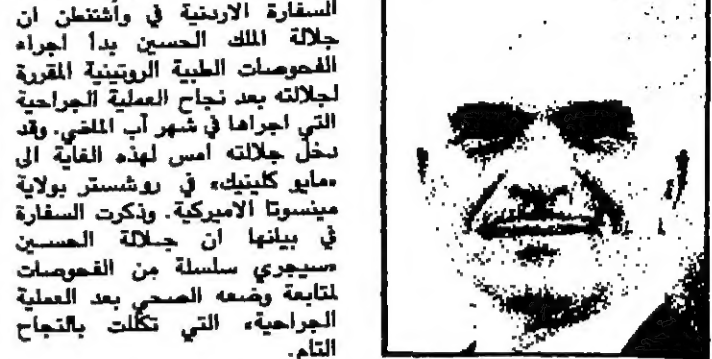 السفارة الاردنية في واشنطن ان
جلالة الملك الحسين بدأ اجراء
الفحوصات الطبية الروتينية المقررة
لجلالته بعد نجاح العملية الجراحية
التي اجراها في شهر آب الماضي. وقد
دخل جلالته امس لهذه الغاية الى
«مايو كلينيك» في روشستر بولاية
مينسوتا الاميركية. وذكرت السفارة
في بيانها ان جلالة الحسين
«سيجري سلسلة من الفحوصات
لمتابعة وضعه الصحي بعد العملية
الجراحية» التي تكللت بالنجاح
التام.